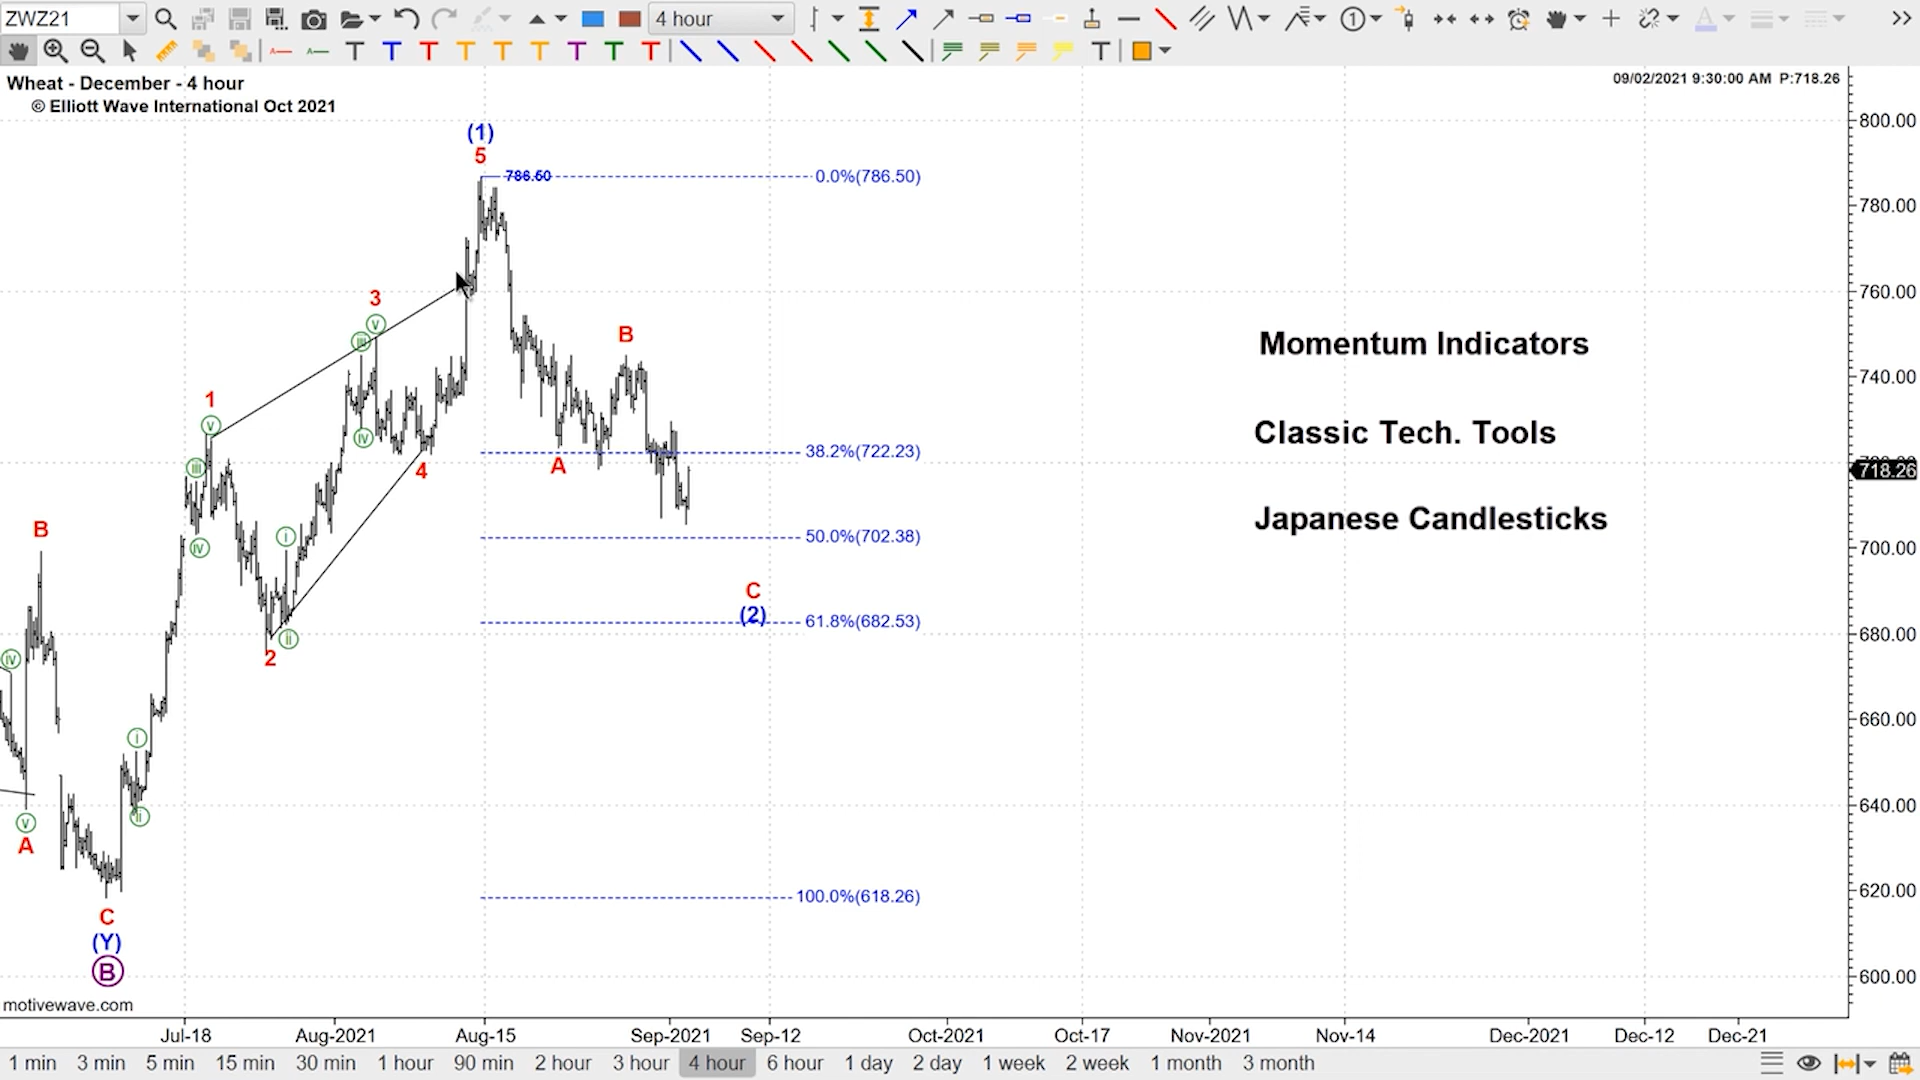 ZWZ21
4 hour
Wheat - December - 4 hour
© Elliott Wave International Oct 2021
09/02/2021 9:30:00 AM P:718.26
800.00
780.00
760.00
740.00
718.26
700.00
680.00
660.00
640.00
620.00
600.00
(1)
5
786.50
0.0%(786.50)
3
v
iii
iv
1
v
iii
iv
4
B
A
38.2%(722.23)
50.0%(702.38)
C
(2)
61.8%(682.53)
100.0%(618.26)
i
ii
2
B
iv
v
A
i
ii
C
(Y)
B
Momentum Indicators
Classic Tech. Tools
Japanese Candlesticks
motivewave.com
Jul-18 Aug-2021 Aug-15 Sep-2021 Sep-12 Oct-2021 Oct-17 Nov-2021 Nov-14 Dec-2021 Dec-12 Dec-21
1 min 3 min 5 min 15 min 30 min 1 hour 90 min 2 hour 3 hour 4 hour 6 hour 1 day 2 day 1 week 2 week 1 month 3 month